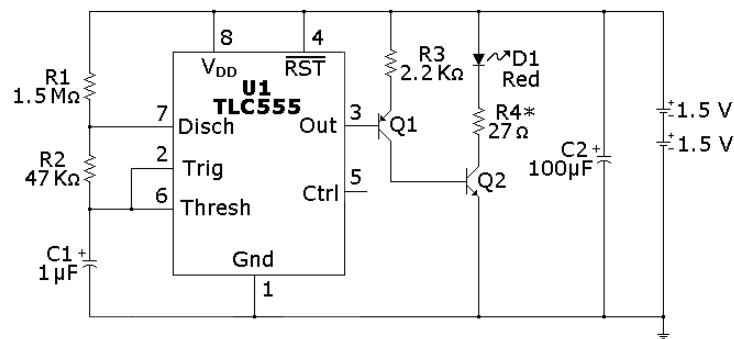 8
4
V_DD
RST
U1
TLC555
R1
1.5 MΩ
7
Disch
Out
3
R2
47 KΩ
2
Trig
6
Thresh
5
Ctrl
C1
+
1 µF
Gnd
1
R3
2.2 KΩ
Q1
D1
Red
R4*
27 Ω
Q2
C2
+
100µF
+
-
1.5 V
+
-
1.5 V